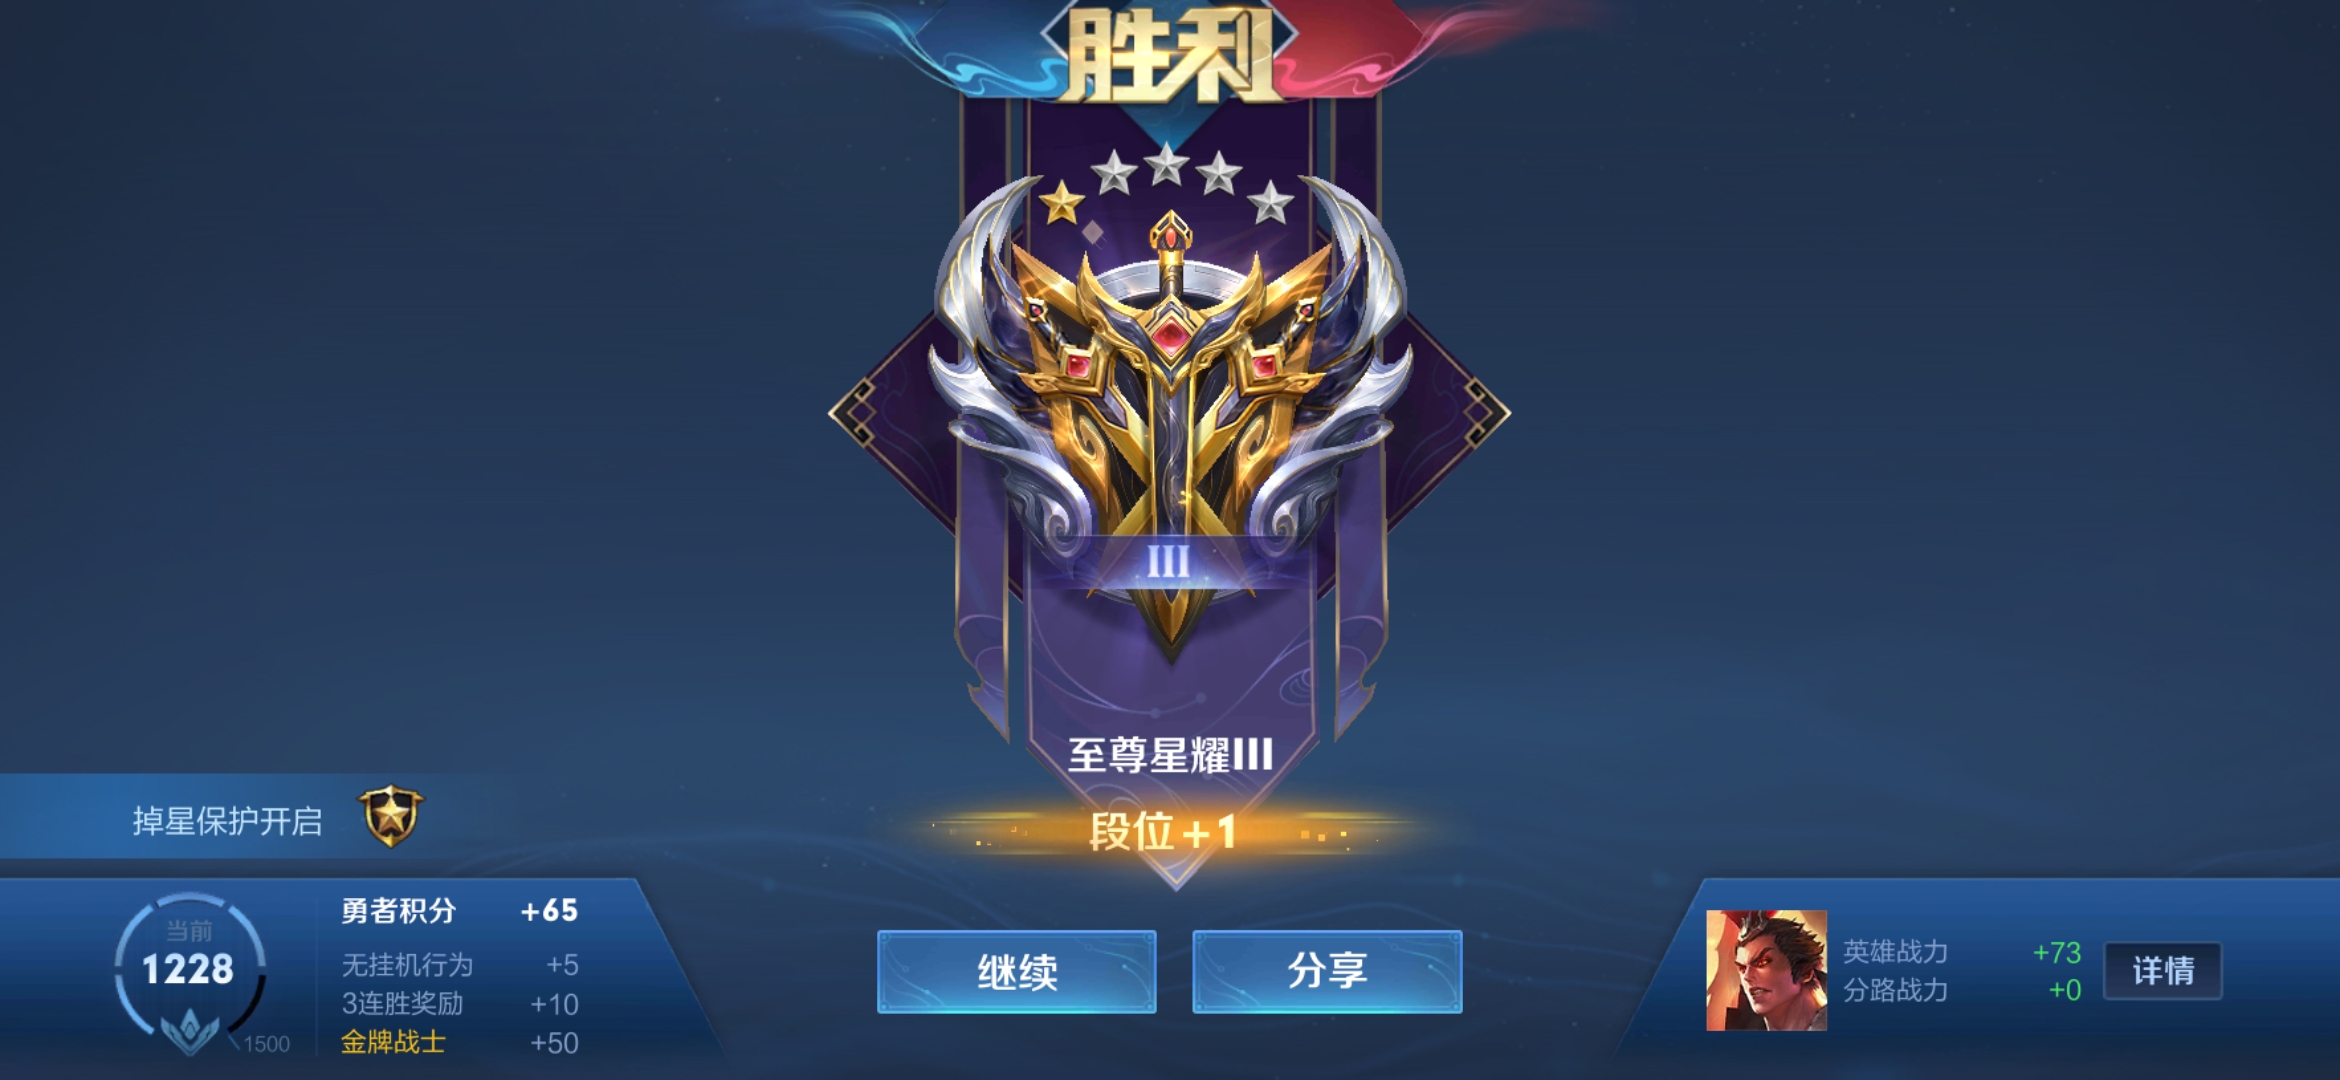 胜利
III
至尊星耀III
段位+1
掉星保护开启
当前
1228
1500
勇者积分 +65
无挂机行为 +5
3连胜奖励 +10
金牌战士 +50
继续
分享
英雄战力 +73
分路战力 +0
详情